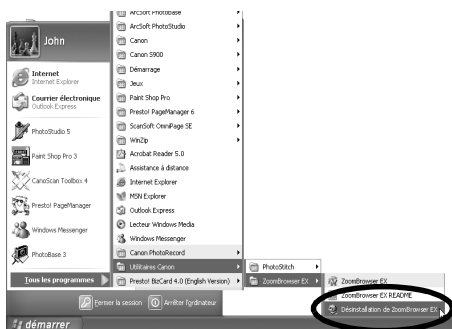 John
Internet
Internet Explorer
Courrier électronique
Outlook Express
PhotoStudio 5
Paint Shop Pro 3
CanoScan Toolbox 4
Presto! PageManager
Windows Messenger
PhotoBase 3
Tous les programmes
ArcSoft PhotoBase
ArcSoft PhotoStudio
Canon
Canon S900
Démarrage
Jeux
Paint Shop Pro
Presto! PageManager 6
ScanSoft OmniPage SE
WinZip
Acrobat Reader 5.0
Assistance à distance
Internet Explorer
MSN Explorer
Outlook Express
Lecteur Windows Media
Windows Messenger
Canon PhotoRecord
Utilitaires Canon
Presto! BizCard 4.0 (English Version)
PhotoStitch
ZoomBrowser EX
ZoomBrowser EX
ZoomBrowser EX README
Désinstallation de ZoomBrowser EX
Fermer la session
Arrêter l'ordinateur
démarrer